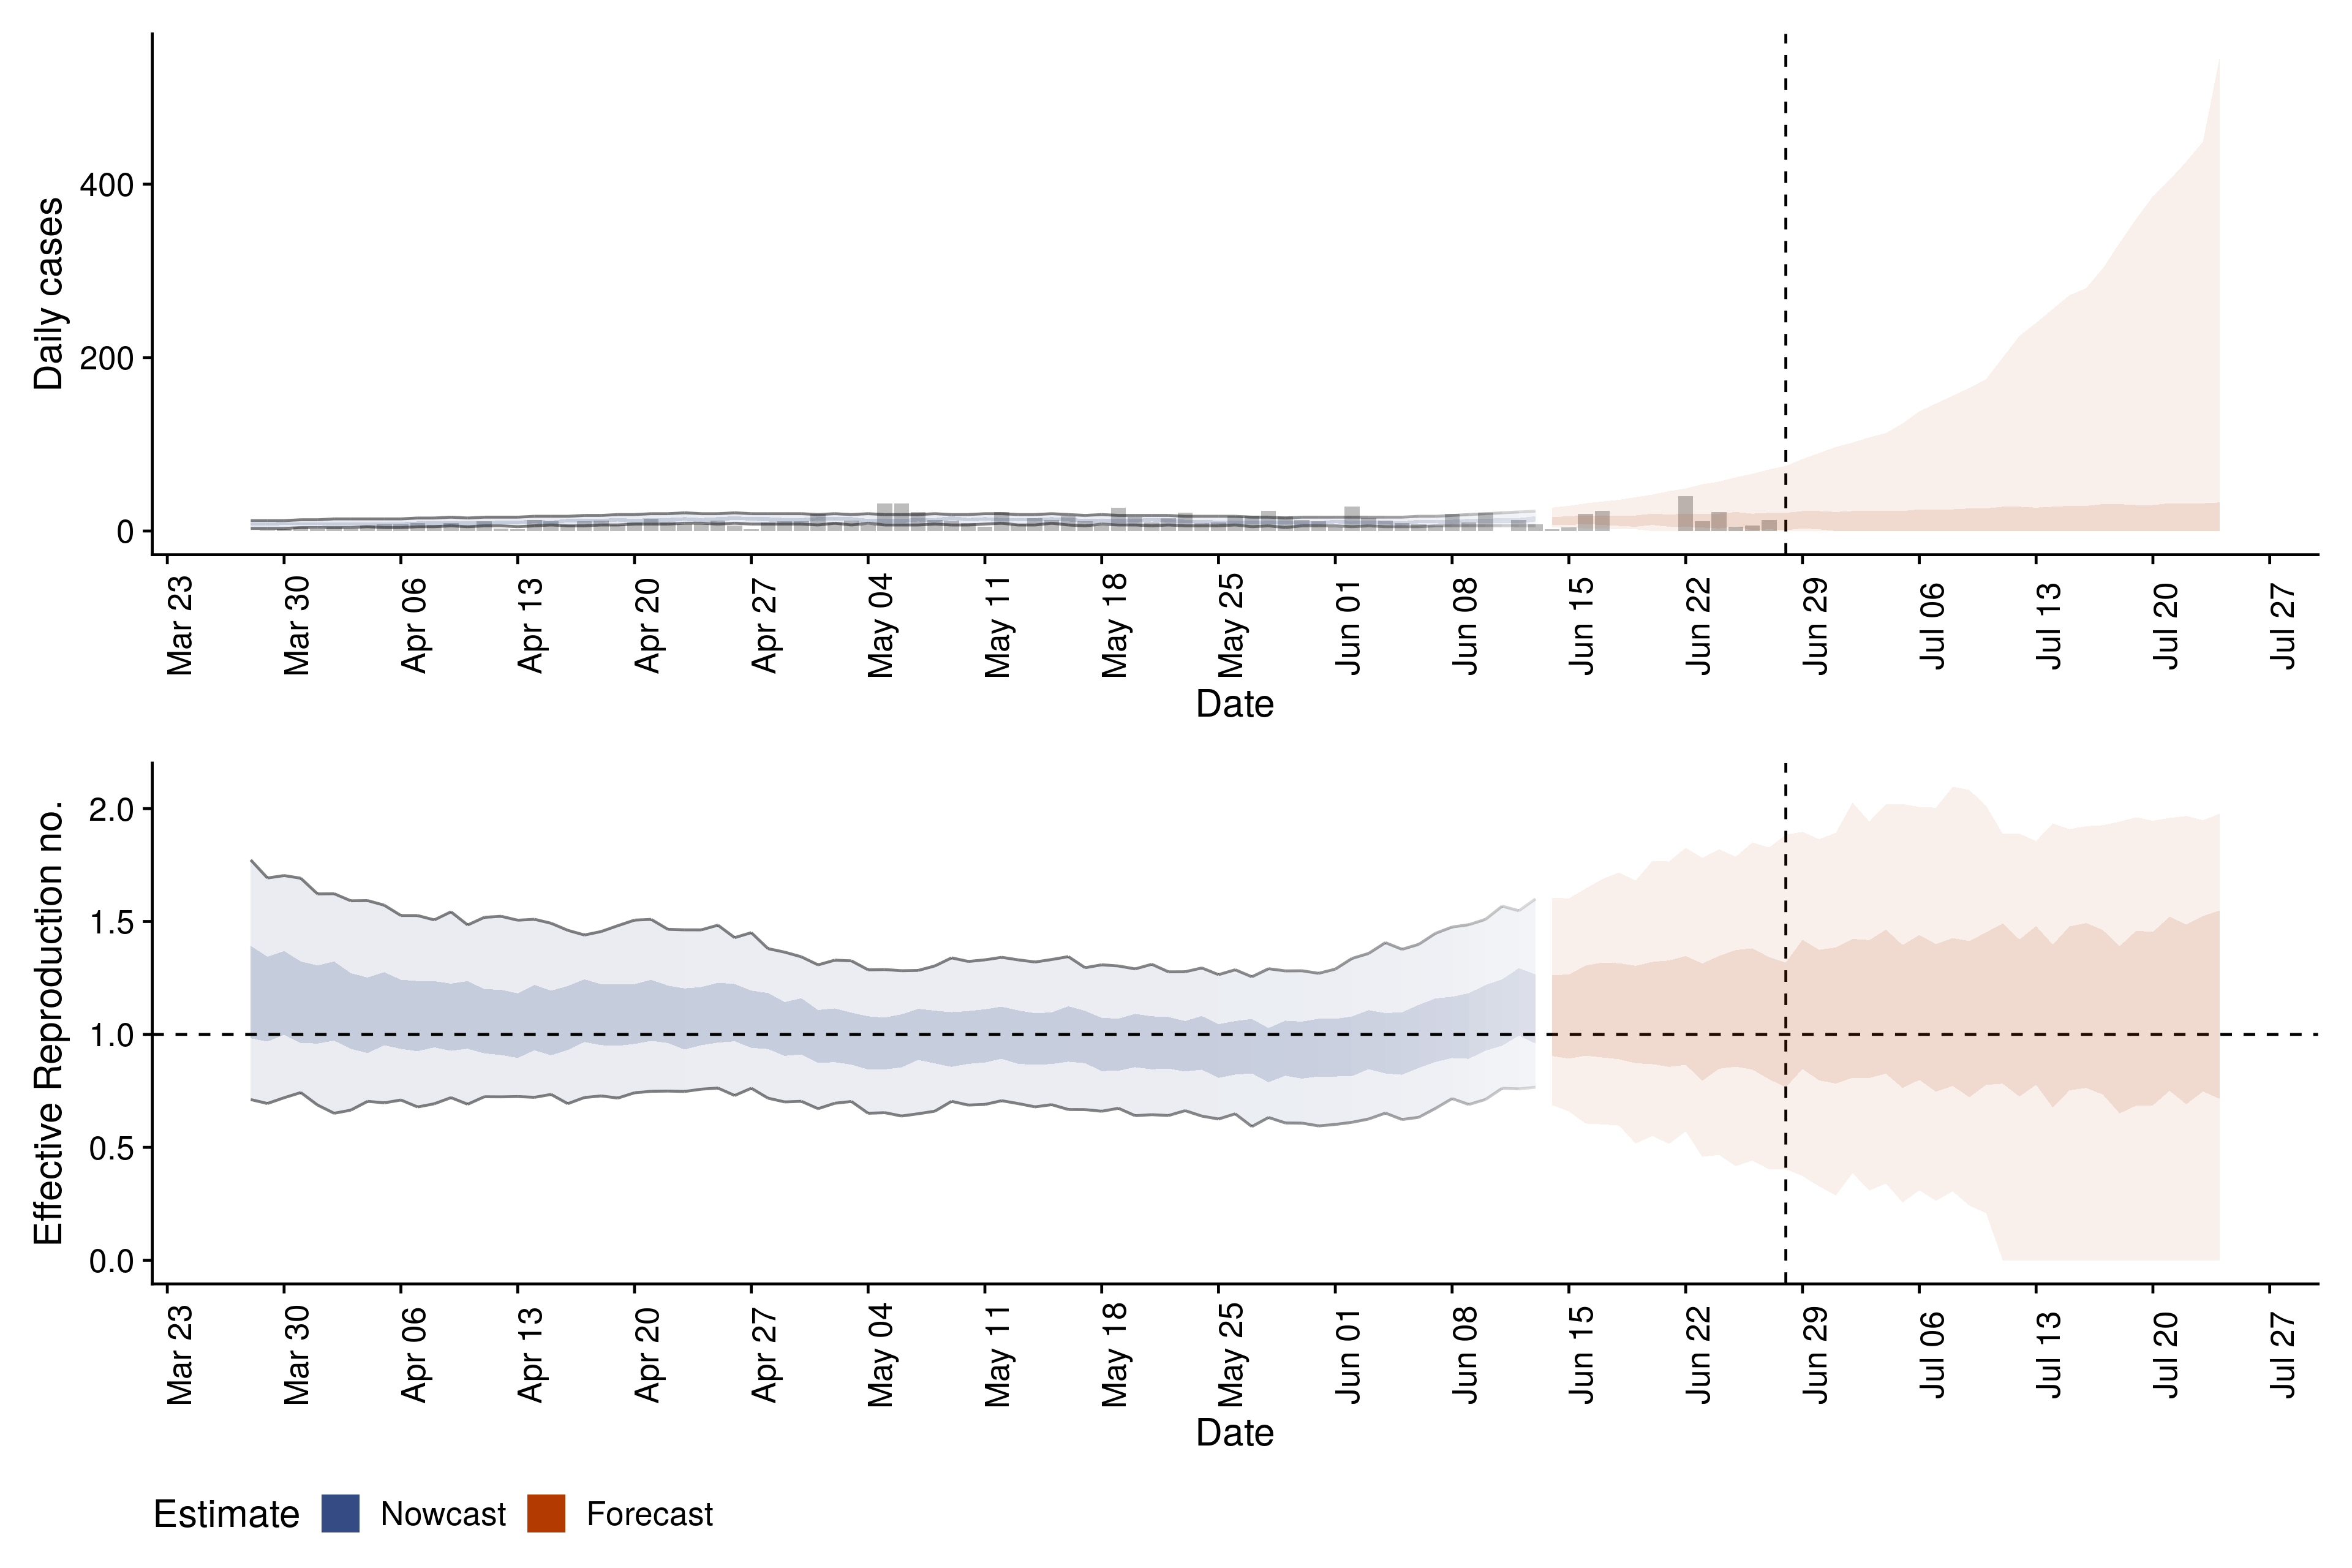 Daily cases
400
200
0
Mar 23
Mar 30
Apr 06
Apr 13
Apr 20
Apr 27
May 04
May 11
May 18
May 25
Jun 01
Jun 08
Jun 15
Jun 22
Jun 29
Jul 06
Jul 13
Jul 20
Jul 27
Date
Effective Reproduction no.
2.0
1.5
1.0
0.5
0.0
Mar 23
Mar 30
Apr 06
Apr 13
Apr 20
Apr 27
May 04
May 11
May 18
May 25
Jun 01
Jun 08
Jun 15
Jun 22
Jun 29
Jul 06
Jul 13
Jul 20
Jul 27
Date
Estimate Nowcast Forecast